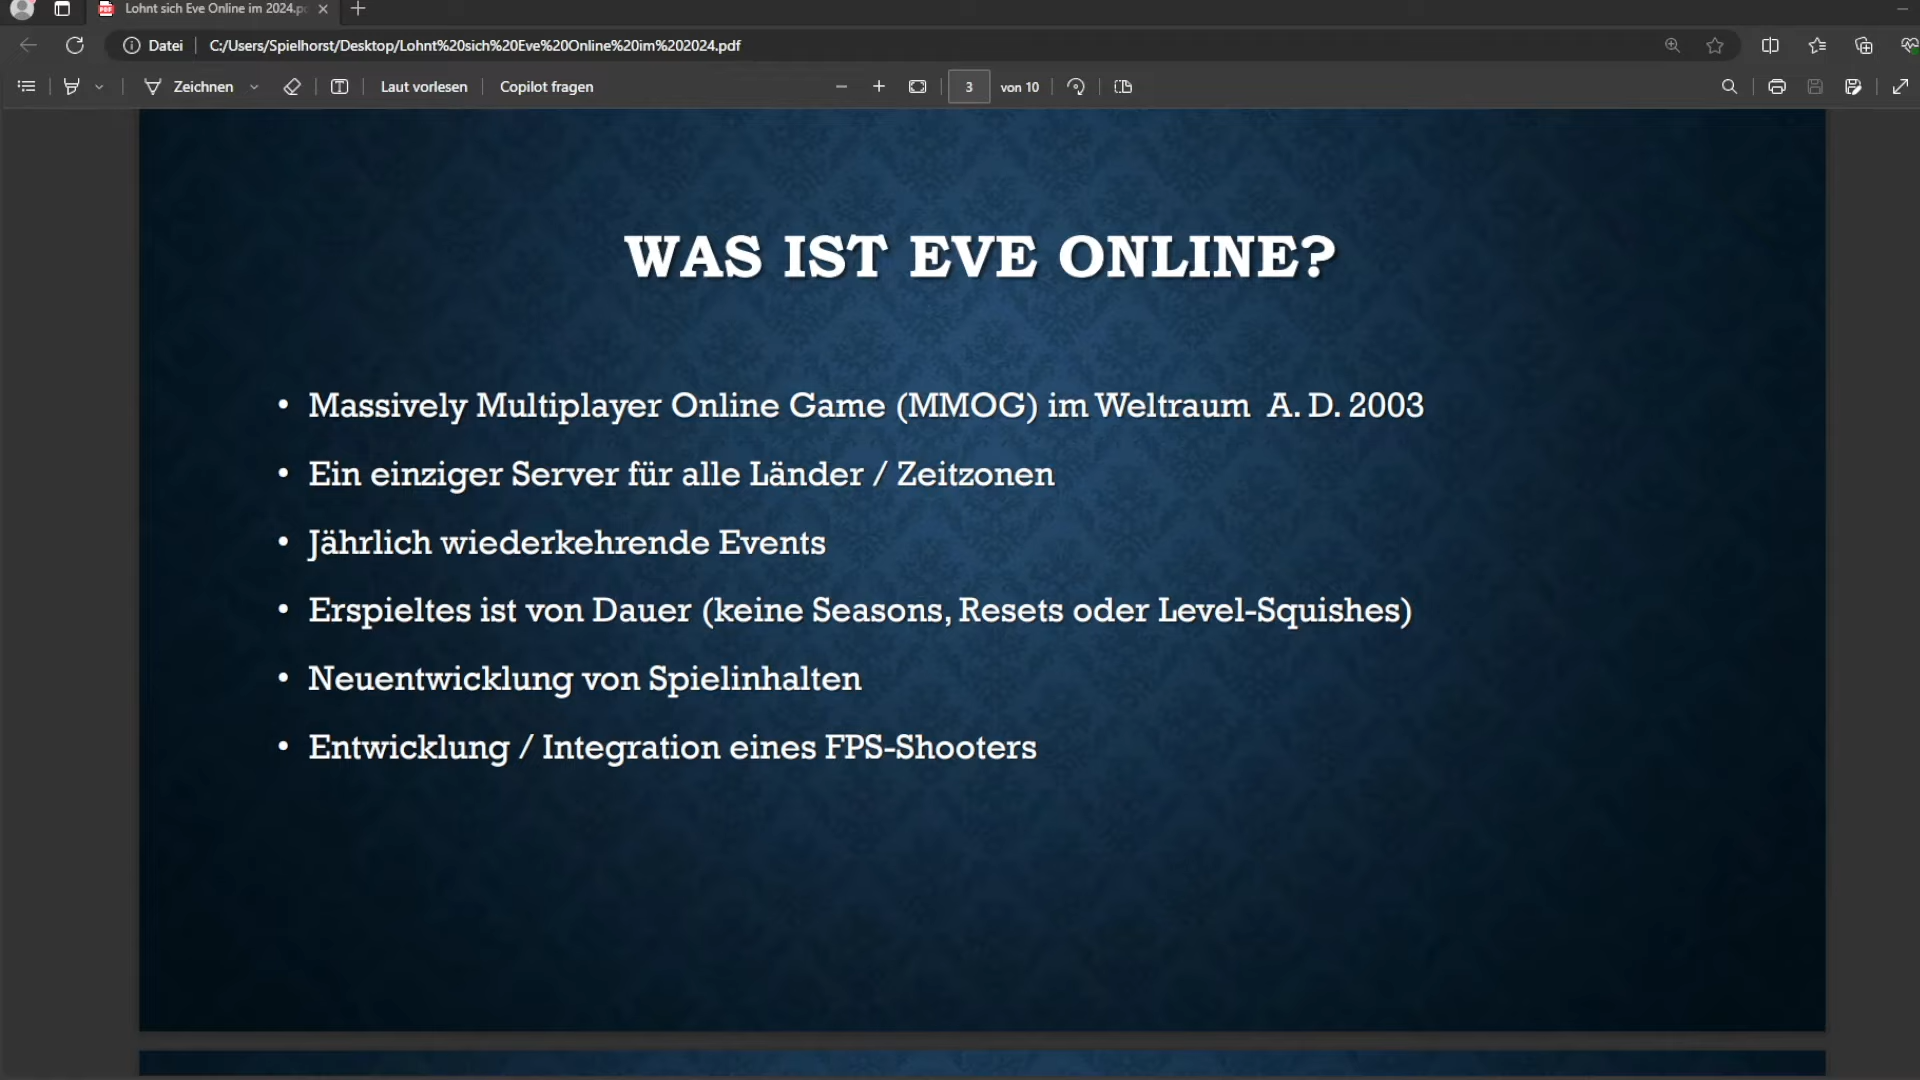 Lohnt sich Eve Online im 2024.p
Datei
C:/Users/Spielhorst/Desktop/Lohnt%20sich%20Eve%20Online%20im%202024.pdf
Zeichnen
Laut vorlesen
Copilot fragen
3
von 10
WAS IST EVE ONLINE?
• Massively Multiplayer Online Game (MMOG) im Weltraum A. D. 2003
• Ein einziger Server für alle Länder / Zeitzonen
• Jährlich wiederkehrende Events
• Erspieltes ist von Dauer (keine Seasons, Resets oder Level-Squishes)
• Neuentwicklung von Spielinhalten
• Entwicklung / Integration eines FPS-Shooters